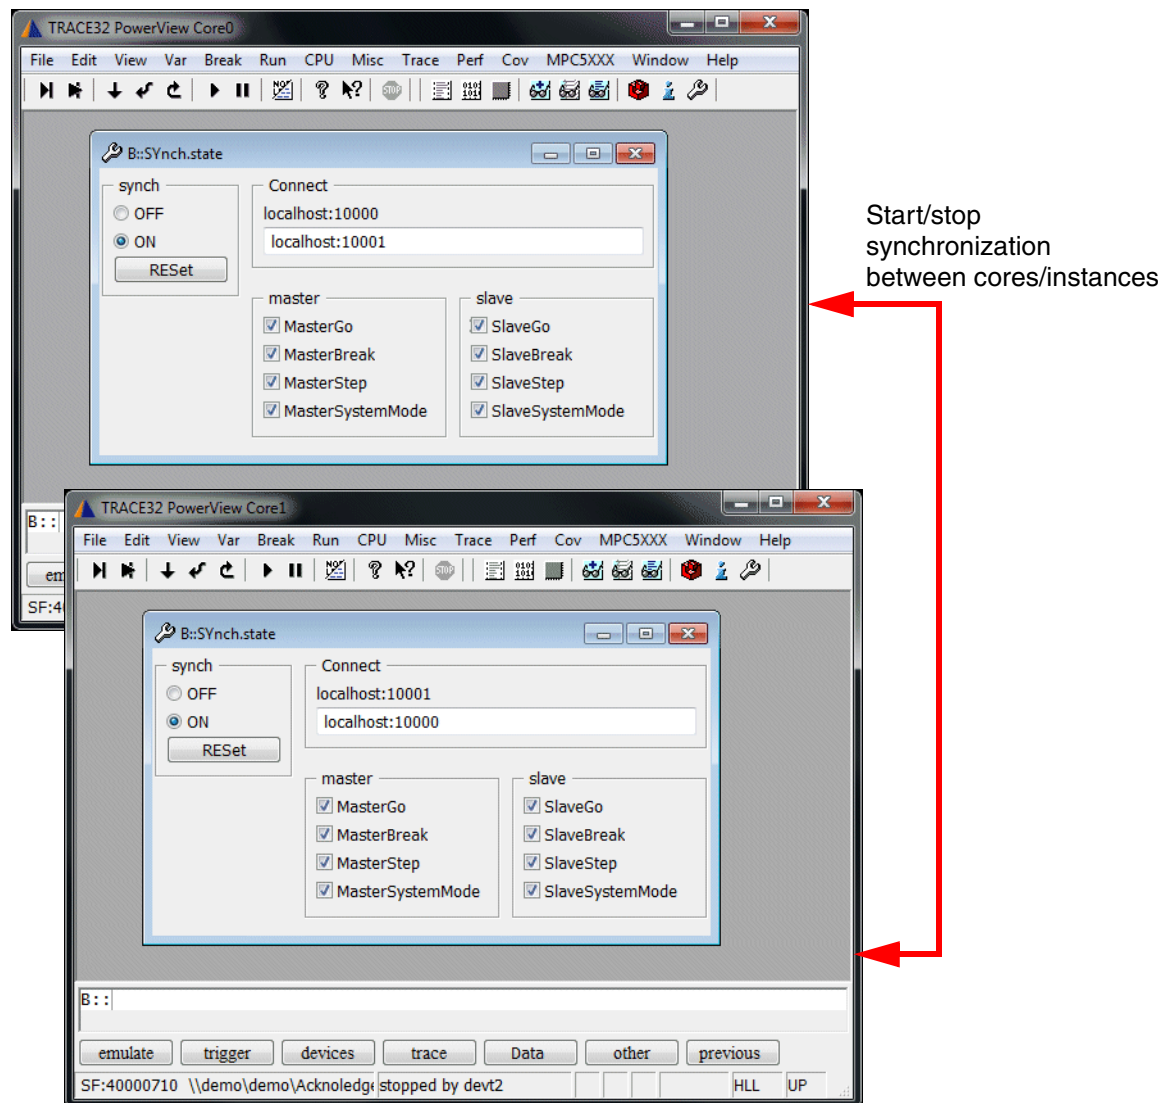 TRACE32 PowerView Core0
File Edit View Var Break Run CPU Misc Trace Perf Cov MPC5XXX Window Help
B::SYnch.state
synch
OFF
ON
RESet
Connect
localhost:10000
localhost:10001
master
MasterGo
MasterBreak
MasterStep
MasterSystemMode
slave
SlaveGo
SlaveBreak
SlaveStep
SlaveSystemMode
Start/stop
synchronization
between cores/instances
B::
em
SF:40
TRACE32 PowerView Core1
File Edit View Var Break Run CPU Misc Trace Perf Cov MPC5XXX Window Help
B::SYnch.state
synch
OFF
ON
RESet
Connect
localhost:10001
localhost:10000
master
MasterGo
MasterBreak
MasterStep
MasterSystemMode
slave
SlaveGo
SlaveBreak
SlaveStep
SlaveSystemMode
B::
emulate trigger devices trace Data other previous
SF:40000710 \\demo\demo\Acknoledge stopped by devt2 HLL UP